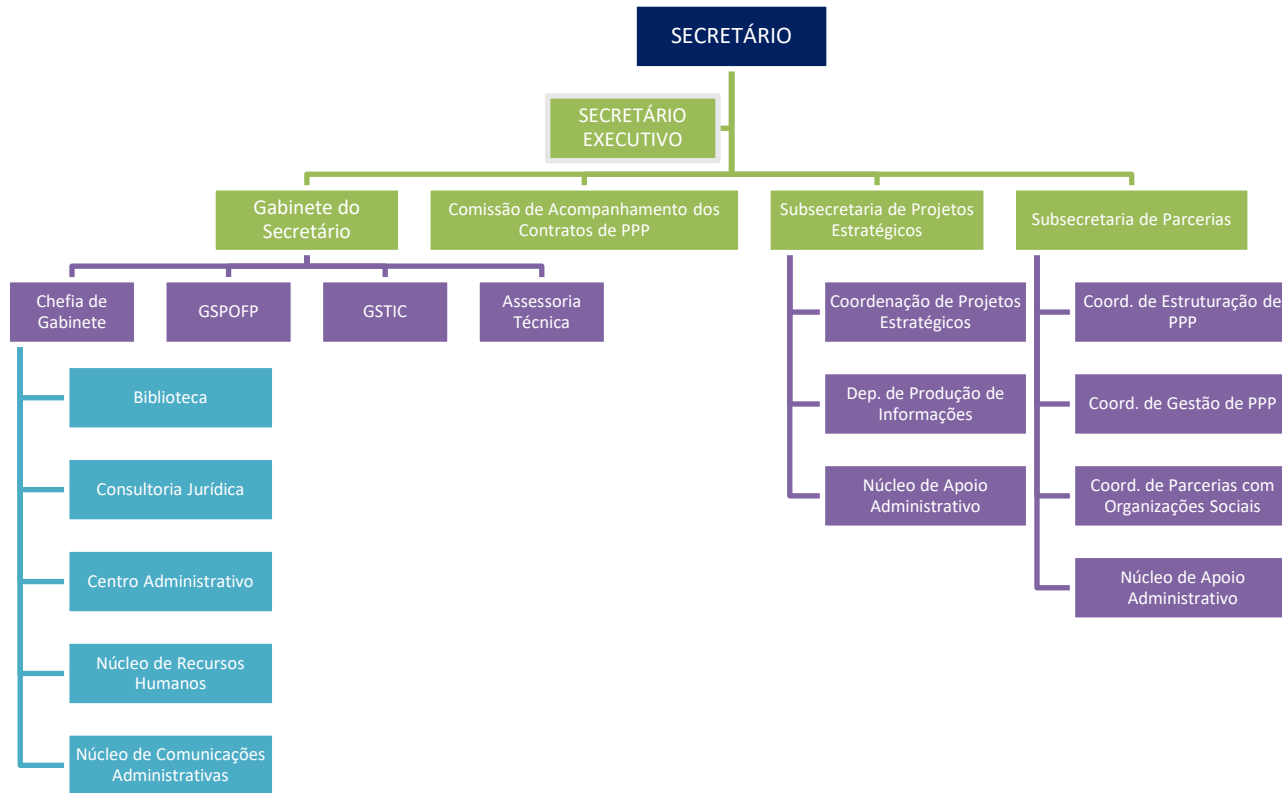 SECRETÁRIO
SECRETÁRIO
EXECUTIVO
Gabinete do
Secretário
Comissão de Acompanhamento dos
Contratos de PPP
Subsecretaria de Projetos
Estratégicos
Subsecretaria de Parcerias
Chefia de
Gabinete
GSPOFP
GSTIC
Assessoria
Técnica
Biblioteca
Consultoria Jurídica
Centro Administrativo
Núcleo de Recursos
Humanos
Núcleo de Comunicações
Administrativas
Coordenação de Projetos
Estratégicos
Dep. de Produção de
Informações
Núcleo de Apoio
Administrativo
Coord. de Estruturação de
PPP
Coord. de Gestão de PPP
Coord. de Parcerias com
Organizações Sociais
Núcleo de Apoio
Administrativo